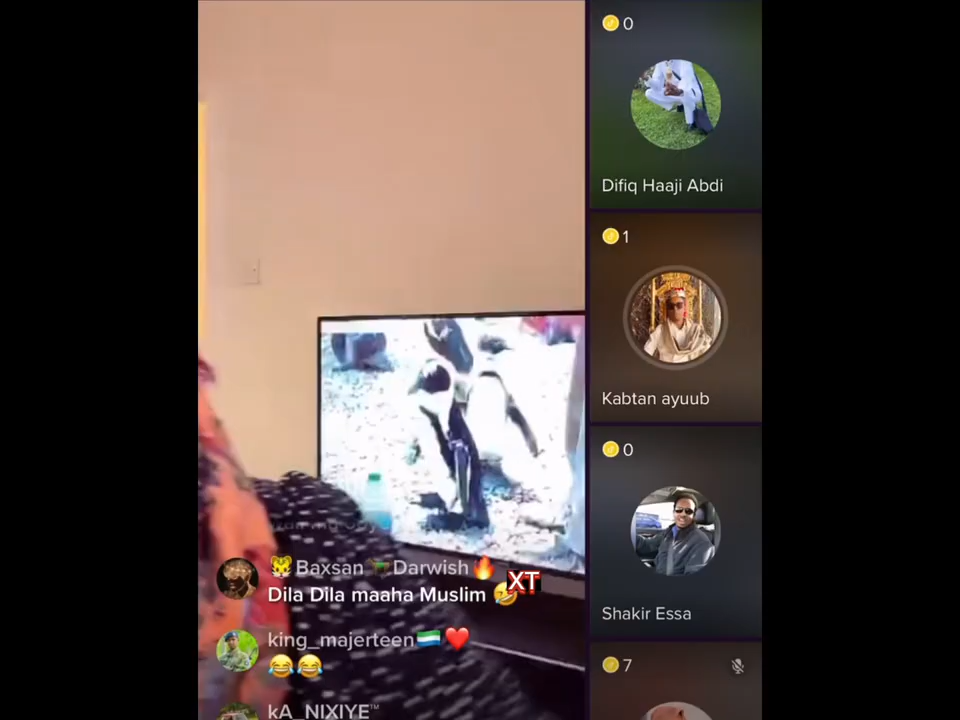 0
Difiq Haaji Abdi
1
Kabtan ayuub
0
Shakir Essa
7
🐯Baxsan Darwish🔥
Dila Dila maaha Muslim 🤣
XT
king_majerteen❤️
😂😂
kA_NIXIYE™